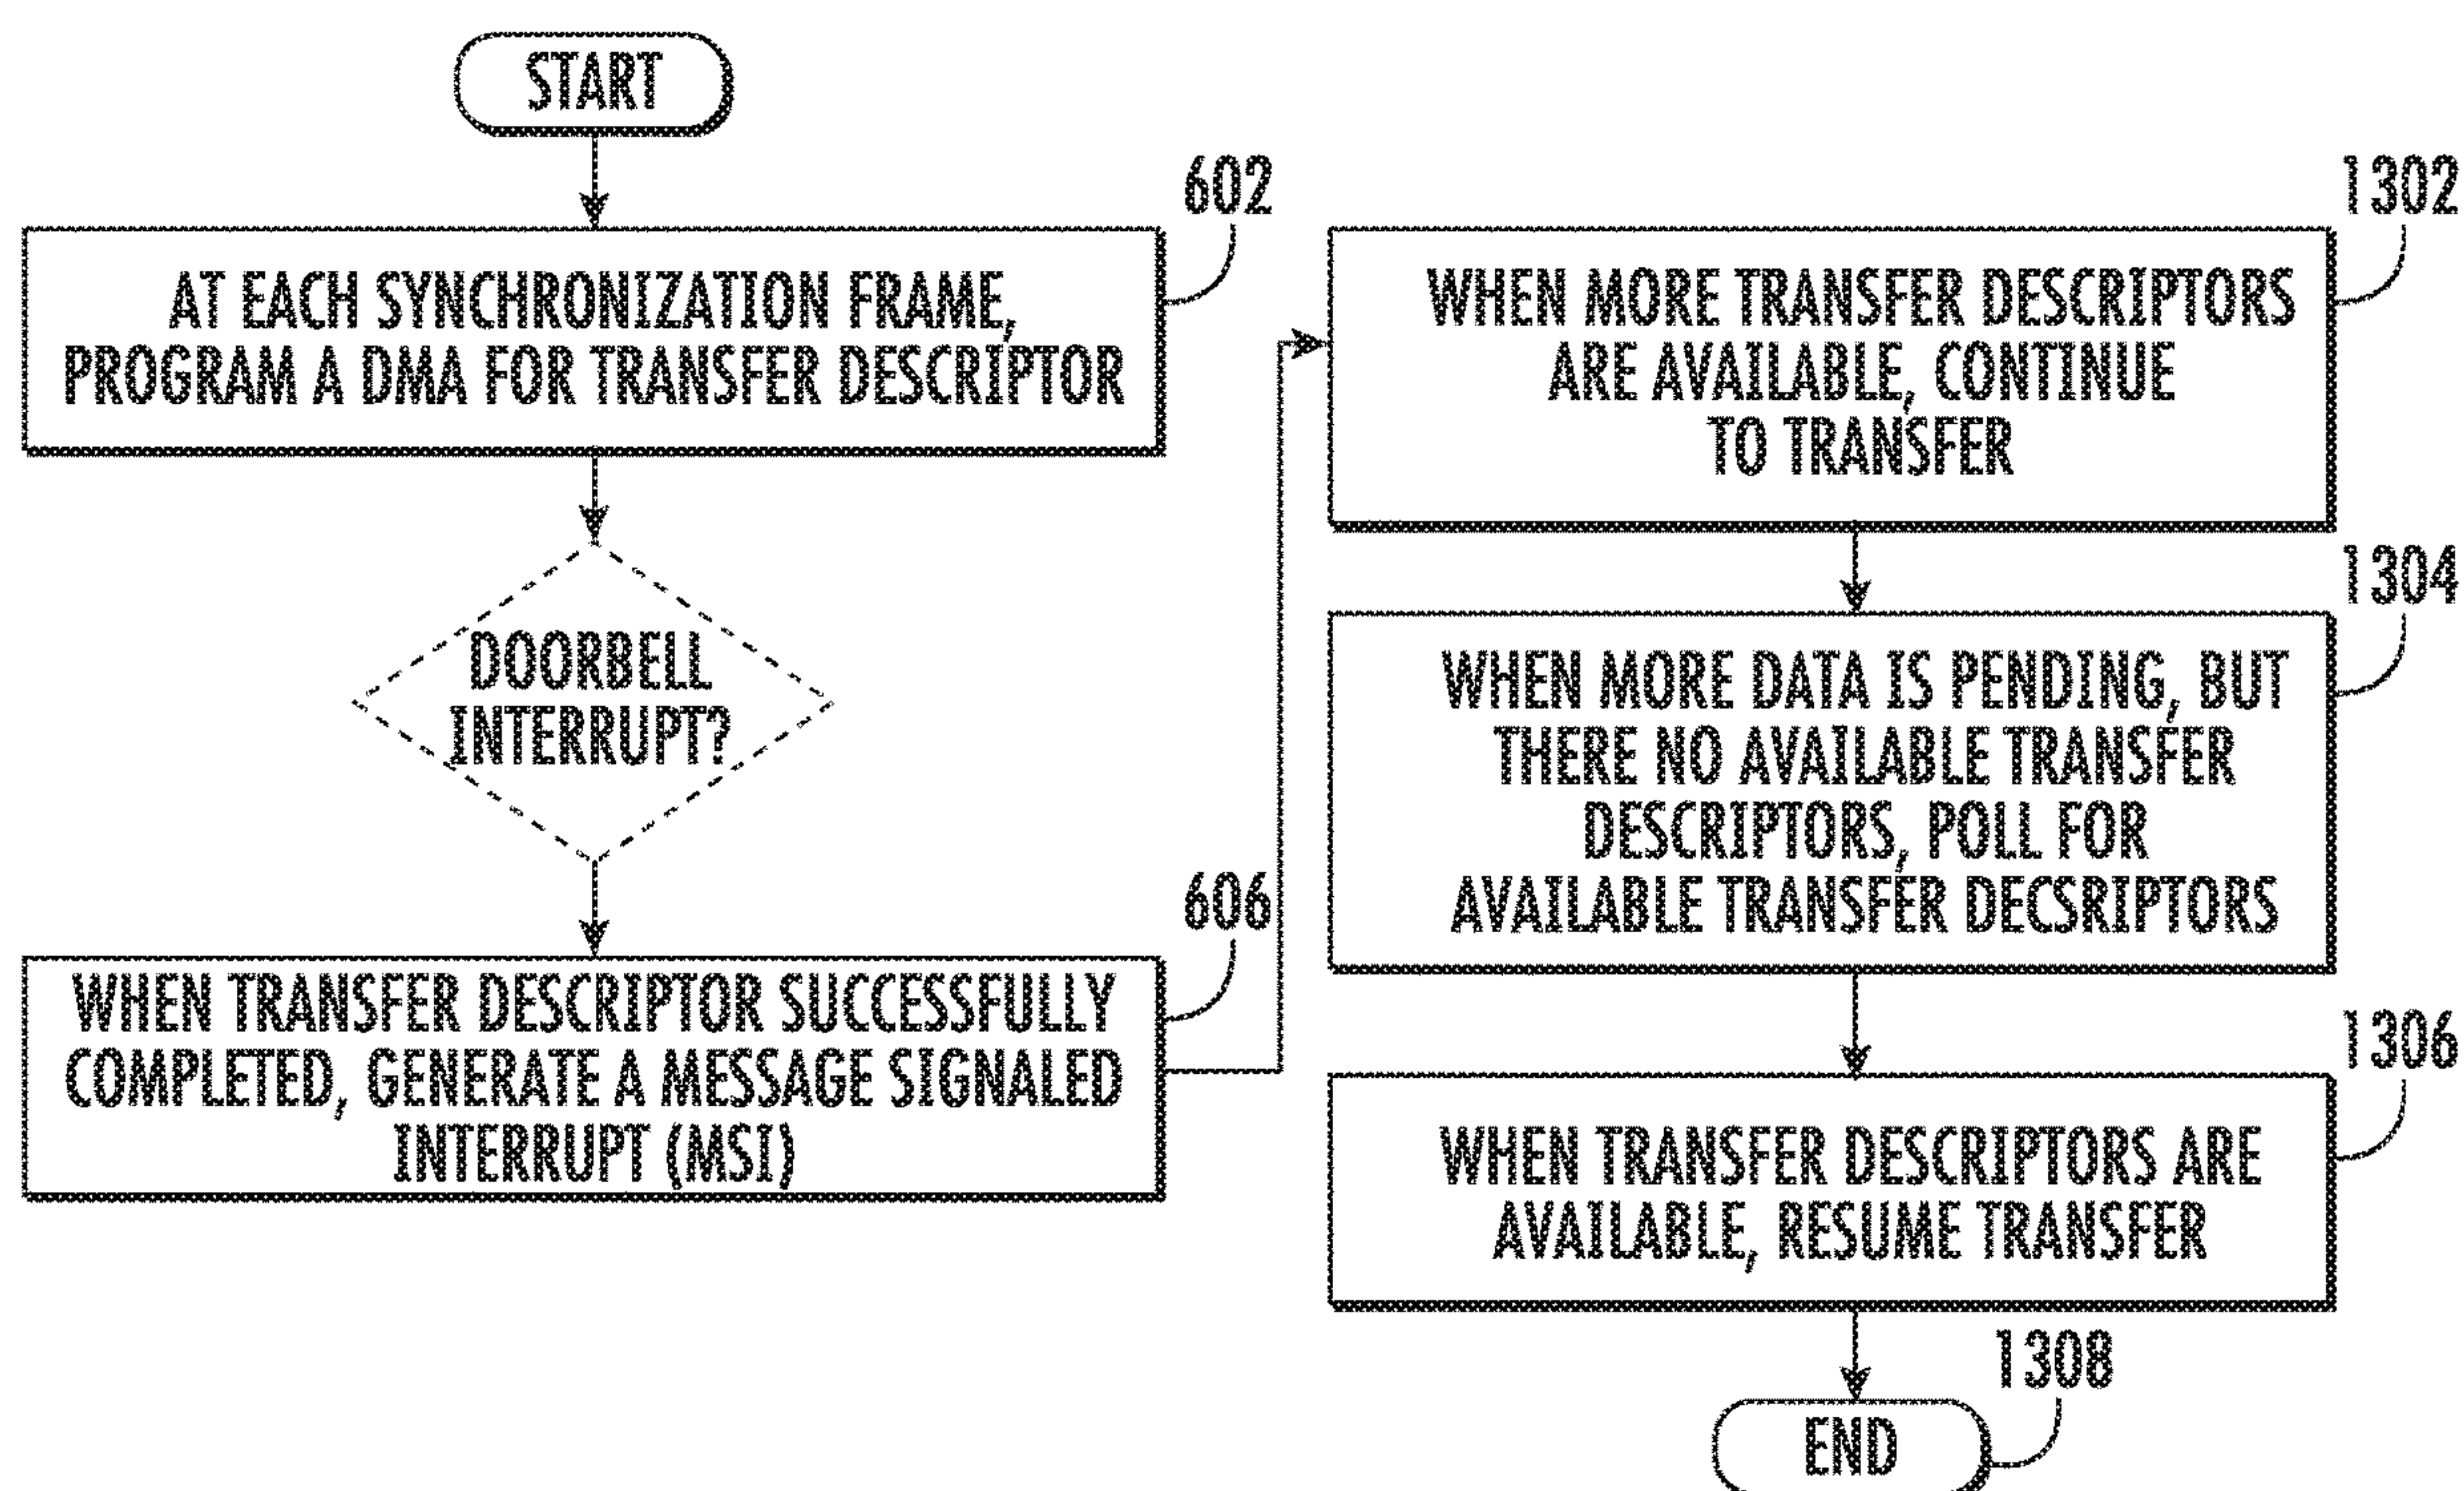 START
602
AT EACH SYNCHRONIZATION FRAME,
PROGRAM A DMA FOR TRANSFER DESCRIPTOR
DOORBELL
INTERRUPT?
606
WHEN TRANSFER DESCRIPTOR SUCCESSFULLY
COMPLETED, GENERATE A MESSAGE SIGNALED
INTERRUPT (MSI)
1302
WHEN MORE TRANSFER DESCRIPTORS
ARE AVAILABLE, CONTINUE
TO TRANSFER
1304
WHEN MORE DATA IS PENDING, BUT
THERE NO AVAILABLE TRANSFER
DESCRIPTORS, POLL FOR
AVAILABLE TRANSFER DECSRIPTORS
1306
WHEN TRANSFER DESCRIPTORS ARE
AVAILABLE, RESUME TRANSFER
1308
END